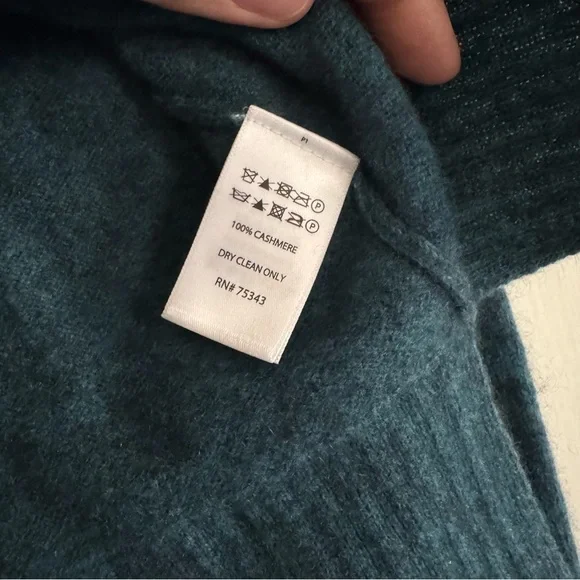 P
P
100% CASHMERE
DRY CLEAN ONLY
RN# 75343